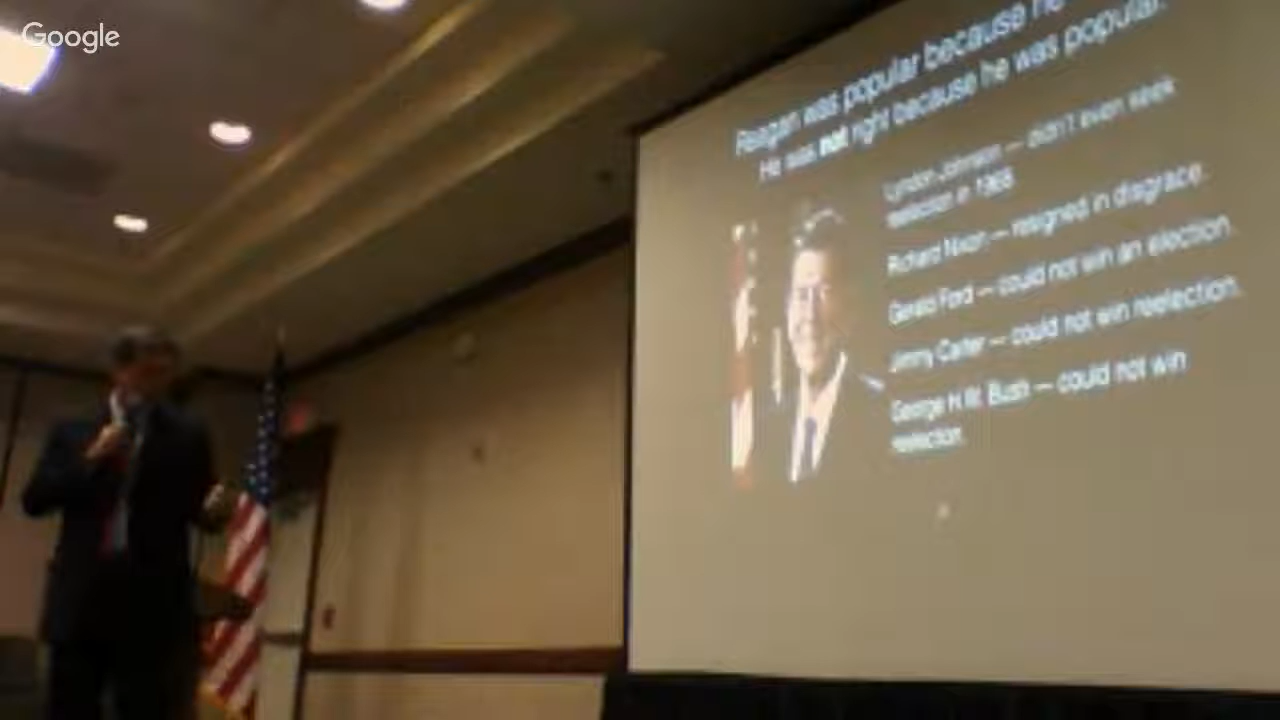 Google
Reagan was popular because he
He was not right because he was popular.
Lyndon Johnson — didn't even seek
reelection in 1968
Richard Nixon — resigned in disgrace.
Gerald Ford — could not win an election.
Jimmy Carter — could not win reelection.
George H.W. Bush — could not win
reelection.